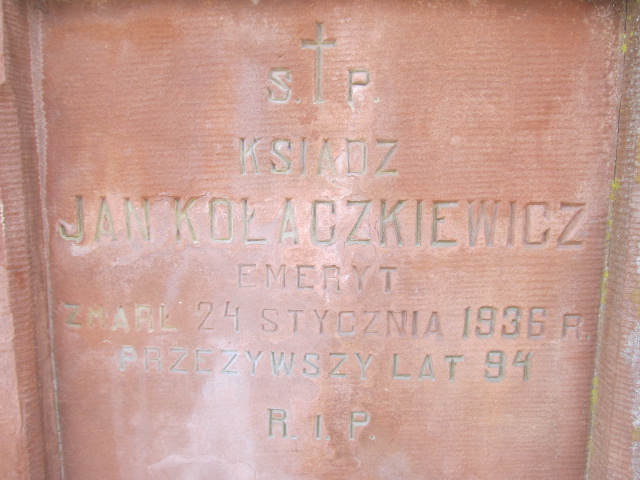 Ś. P.
KSIĄDZ
JAN KOŁACZKIEWICZ
EMERYT
ZMARŁ 24 STYCZNIA 1936 R.
PRZEŻYWSZY LAT 94
R. I. P.